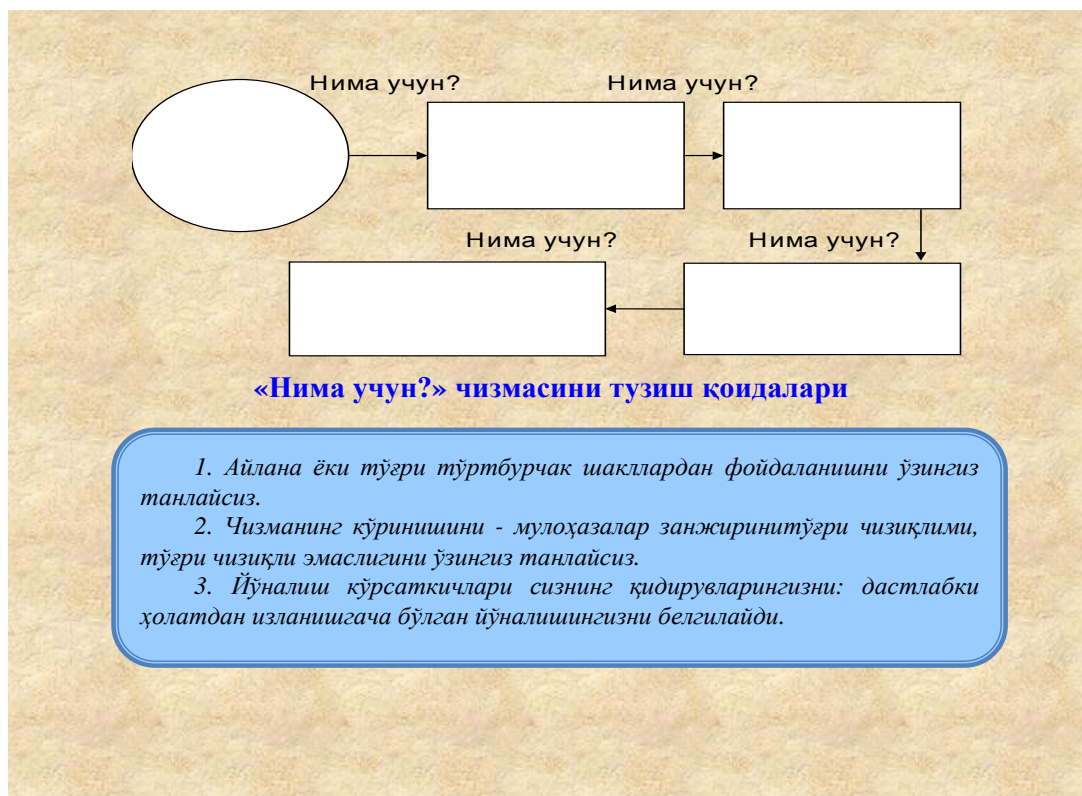 Нима учун? Нима учун?
Нима учун? Нима учун?
«Нима учун?» чизмасини тузиш қоидалари
1. Айлана ёки тўғри тўртбурчак шакллардан фойдаланишни ўзингиз
танлайсиз.
2. Чизманинг кўринишини - мулоҳазалар занжиринитўғри чизиқлими,
тўғри чизиқли эмаслигини ўзингиз танлайсиз.
3. Йўналиш кўрсаткичлари сизнинг қидирувларингизни: дастлабки
ҳолатдан изланишгача бўлган йўналишингизни белгилайди.